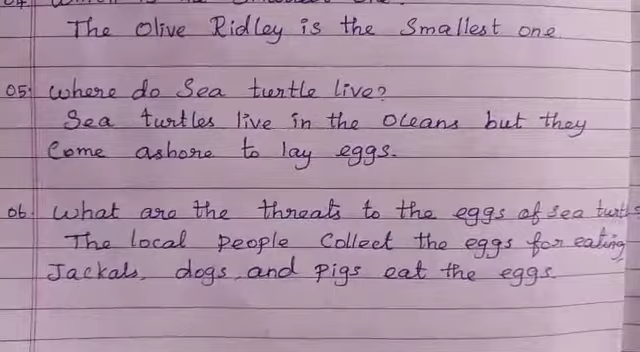 The Olive Ridley is the Smallest one.
05. Where do Sea turtle live?
Sea turtles live in the Oceans but they
Come ashore to lay eggs.
06. What are the threats to the eggs of sea
The local people Collect the eggs for eating,
Jackals, dogs, and pigs eat the eggs.